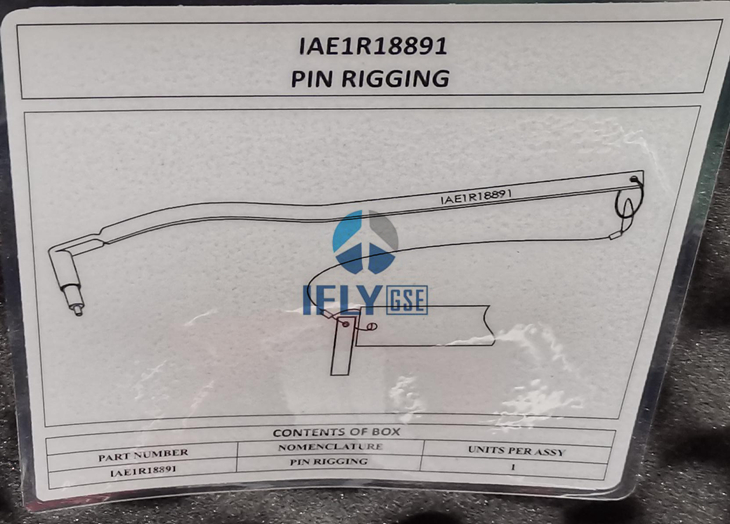 IAE1R18891
PIN RIGGING
IAE1R18891
IFLY GSE
CONTENTS OF BOX
PART NUMBER NOMENCLATURE UNITS PER ASSY
IAE1R18891 PIN RIGGING 1